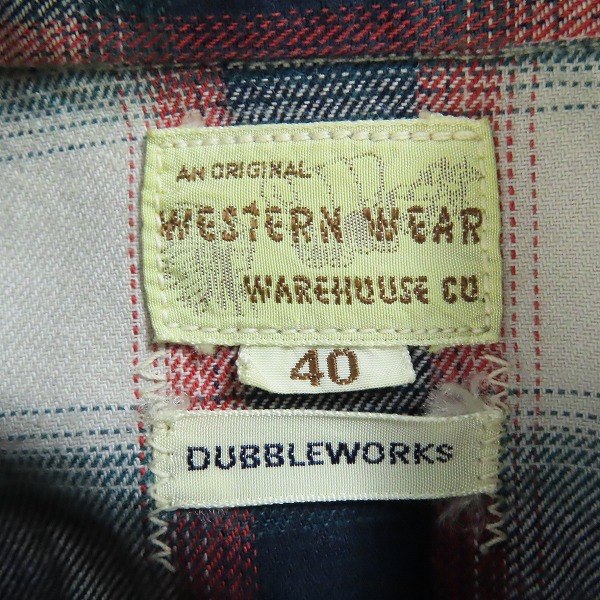 AN ORIGINAL
WESTERN WEAR
WAREHOUSE CO.
40
DUBBLEWORKS